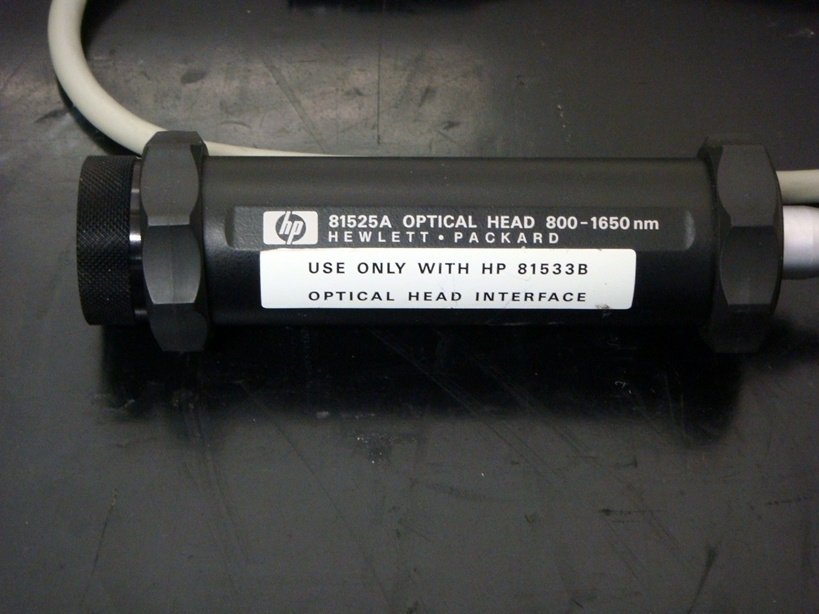 hp 81525A OPTICAL HEAD 800-1650nm
HEWLETT•PACKARD
USE ONLY WITH HP 81533B
OPTICAL HEAD INTERFACE